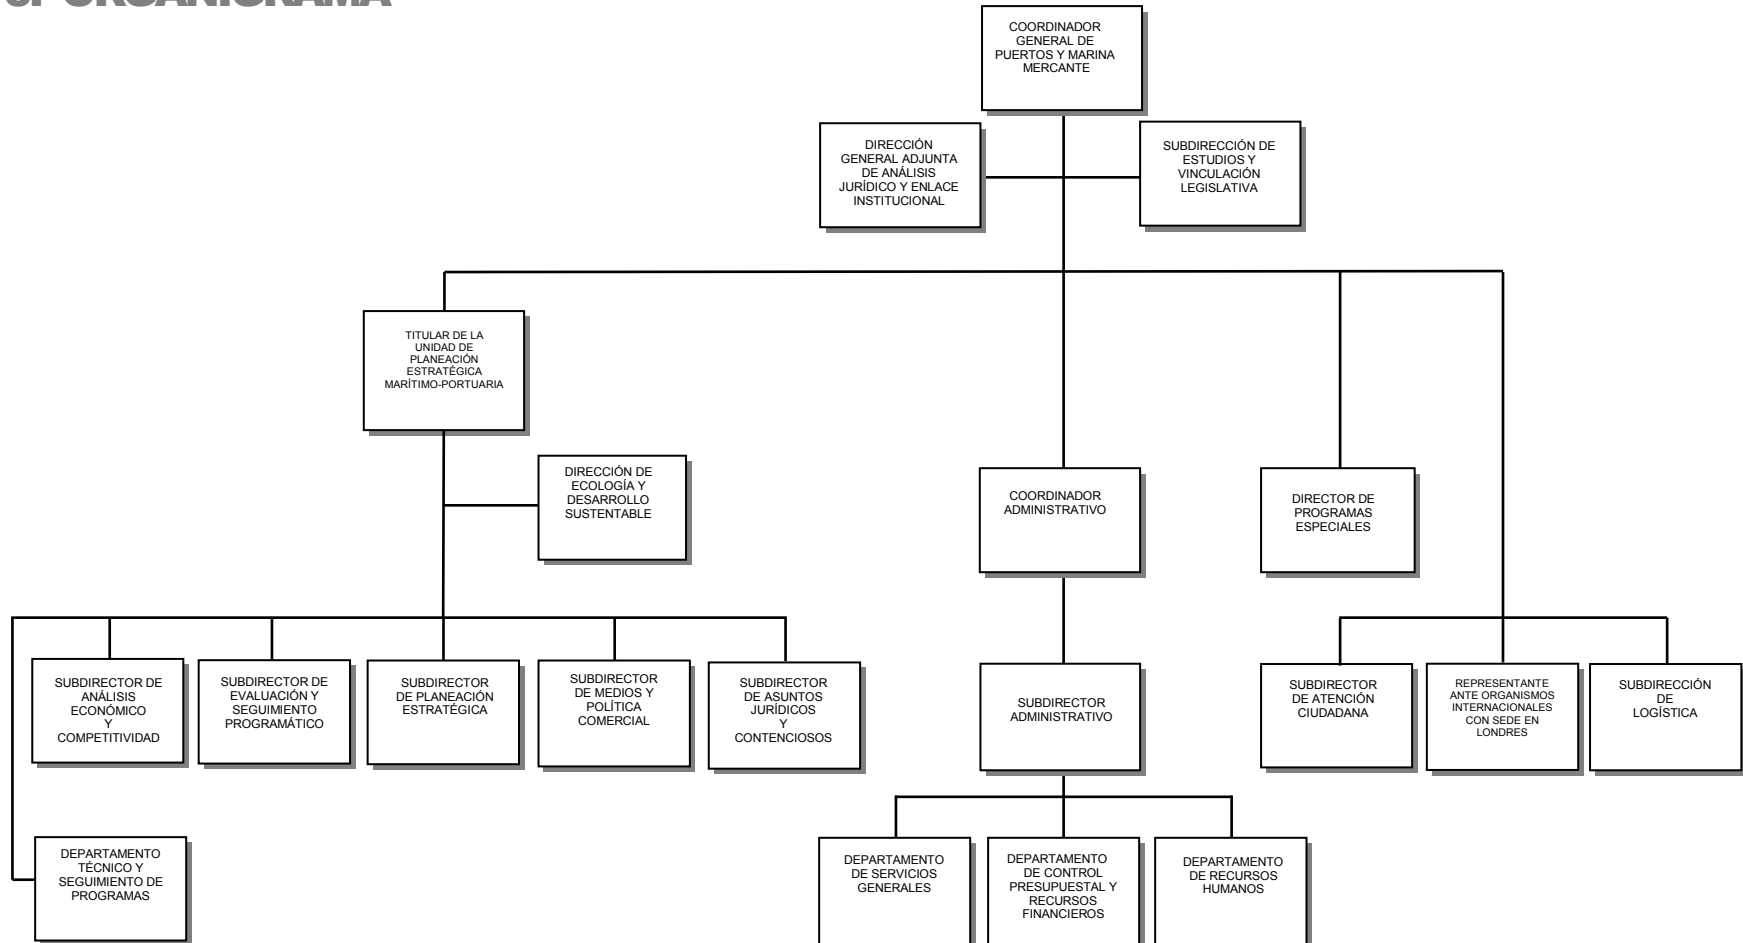 ORGANIGRAMA
COORDINADOR
GENERAL DE
PUERTOS Y MARINA
MERCANTE
DIRECCIÓN
GENERAL ADJUNTA
DE ANÁLISIS
JURÍDICO Y ENLACE
INSTITUCIONAL
SUBDIRECCIÓN DE
ESTUDIOS Y
VINCULACIÓN
LEGISLATIVA
TITULAR DE LA
UNIDAD DE
PLANEACIÓN
ESTRATÉGICA
MARÍTIMO-PORTUARIA
DIRECCIÓN DE
ECOLOGÍA Y
DESARROLLO
SUSTENTABLE
COORDINADOR
ADMINISTRATIVO
DIRECTOR DE
PROGRAMAS
ESPECIALES
SUBDIRECTOR DE
ANÁLISIS
ECONÓMICO
Y
COMPETITIVIDAD
SUBDIRECTOR DE
EVALUACIÓN Y
SEGUIMIENTO
PROGRAMÁTICO
SUBDIRECTOR
DE PLANEACIÓN
ESTRATÉGICA
SUBDIRECTOR
DE MEDIOS Y
POLÍTICA
COMERCIAL
SUBDIRECTOR
DE ASUNTOS
JURÍDICOS
Y
CONTENCIOSOS
SUBDIRECTOR
ADMINISTRATIVO
SUBDIRECTOR
DE ATENCIÓN
CIUDADANA
REPRESENTANTE
ANTE ORGANISMOS
INTERNACIONALES
CON SEDE EN
LONDRES
SUBDIRECCIÓN
DE
LOGÍSTICA
DEPARTAMENTO
TÉCNICO Y
SEGUIMIENTO DE
PROGRAMAS
DEPARTAMENTO
DE SERVICIOS
GENERALES
DEPARTAMENTO
DE CONTROL
PRESUPUESTAL Y
RECURSOS
FINANCIEROS
DEPARTAMENTO
DE RECURSOS
HUMANOS